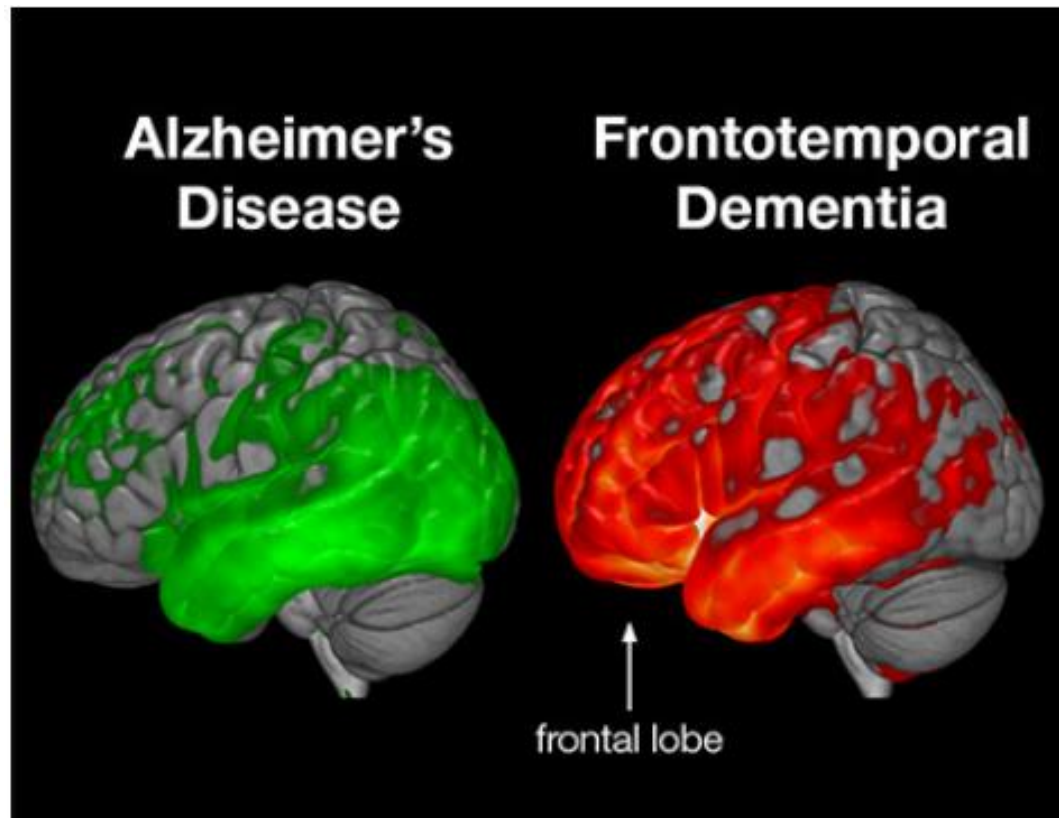 Alzheimer’s
Disease
Frontotemporal
Dementia
frontal lobe